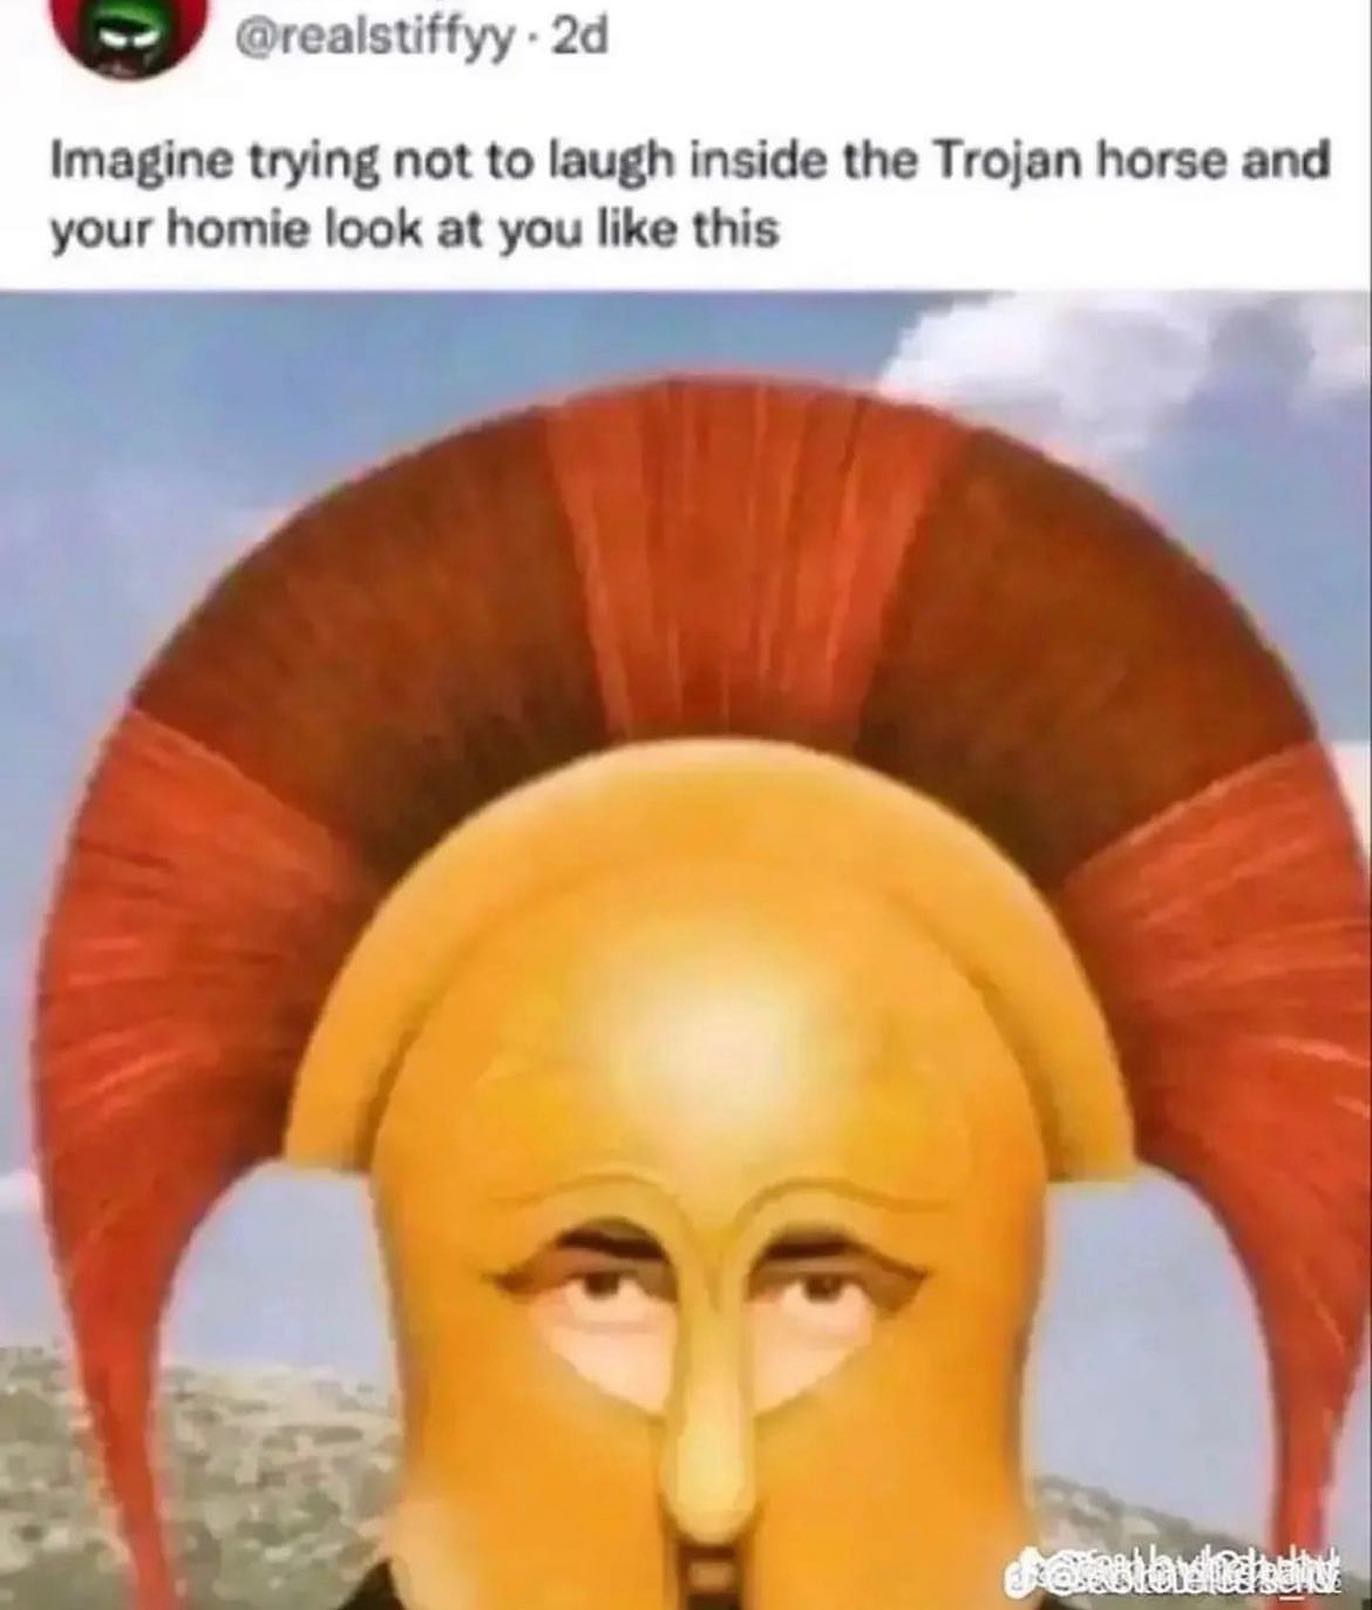 @realstiffyy · 2d
Imagine trying not to laugh inside the Trojan horse and
your homie look at you like this